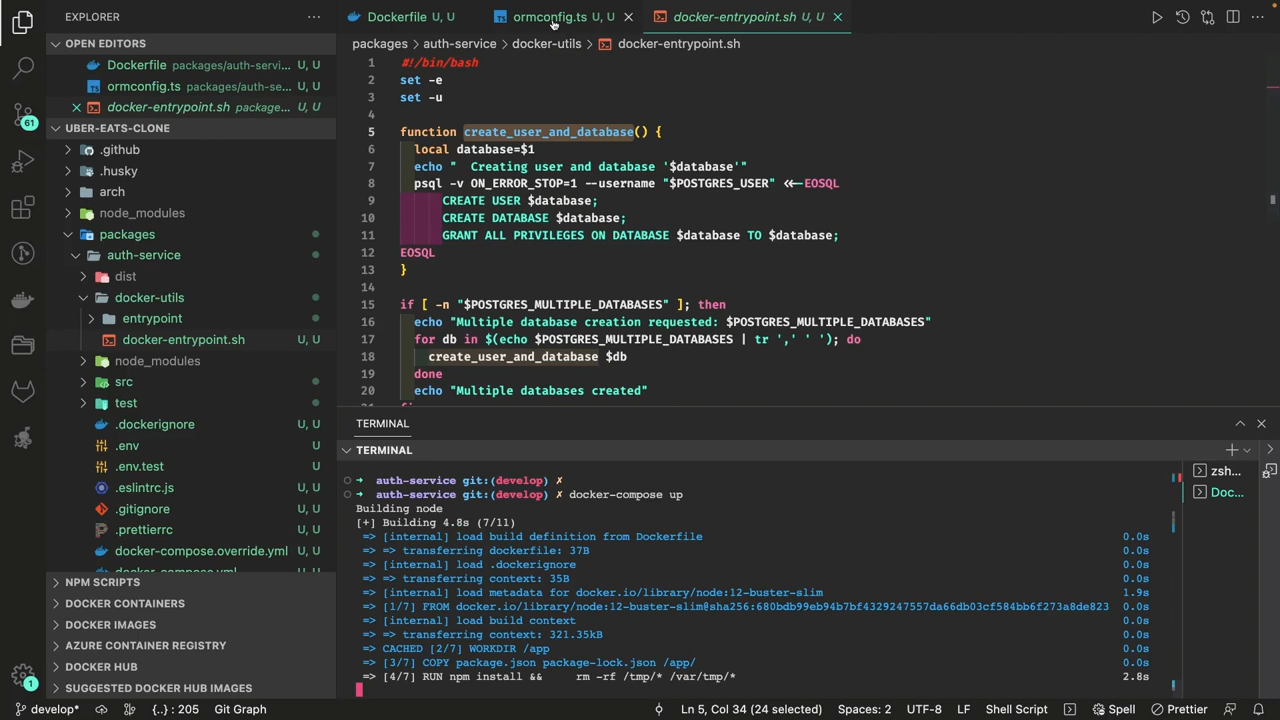 EXPLORER
OPEN EDITORS
Dockerfile packages/auth-servi... U, U
ormconfig.ts packages/auth-se... U, U
docker-entrypoint.sh package... U, U
UBER-EATS-CLONE
.github
.husky
arch
node_modules
packages
auth-service
dist
docker-utils
entrypoint
docker-entrypoint.sh U, U
node_modules
src
test
.dockerignore U, U
.env U, U
.env.test U, U
.eslintrc.js U, U
.gitignore U, U
.prettierrc U, U
docker-compose.override.yml U, U
NPM SCRIPTS
DOCKER CONTAINERS
DOCKER IMAGES
AZURE CONTAINER REGISTRY
DOCKER HUB
SUGGESTED DOCKER HUB IMAGES
61
1
Dockerfile U, U
ormconfig.ts U, U
docker-entrypoint.sh U, U
packages > auth-service > docker-utils > docker-entrypoint.sh
1 #!/bin/bash
2 set -e
3 set -u
4
5 function create_user_and_database() {
6 local database=$1
7 echo "  Creating user and database '$database'"
8 psql -v ON_ERROR_STOP=1 --username "$POSTGRES_USER" <<-EOSQL
9 CREATE USER $database;
10 CREATE DATABASE $database;
11 GRANT ALL PRIVILEGES ON DATABASE $database TO $database;
12 EOSQL
13 }
14
15 if [ -n "$POSTGRES_MULTIPLE_DATABASES" ]; then
16 echo "Multiple database creation requested: $POSTGRES_MULTIPLE_DATABASES"
17 for db in $(echo $POSTGRES_MULTIPLE_DATABASES | tr ',' ' '); do
18 create_user_and_database $db
19 done
20 echo "Multiple databases created"
TERMINAL
TERMINAL
zsh...
Doc...
➜ auth-service git:(develop) ✗
➜ auth-service git:(develop) ✗ docker-compose up
Building node
[+] Building 4.8s (7/11)
=> [internal] load build definition from Dockerfile 0.0s
=> => transferring dockerfile: 37B 0.0s
=> [internal] load .dockerignore 0.0s
=> => transferring context: 35B 0.0s
=> [internal] load metadata for docker.io/library/node:12-buster-slim 1.9s
=> [1/7] FROM docker.io/library/node:12-buster-slim@sha256:680bdb99eb94b7bf4329247557da66db03cf584bb6f273a8de823 0.0s
=> [internal] load build context 0.0s
=> => transferring context: 321.35kB 0.0s
=> CACHED [2/7] WORKDIR /app 0.0s
=> [3/7] COPY package.json package-lock.json /app/ 0.0s
=> [4/7] RUN npm install &&     rm -rf /tmp/* /var/tmp/* 2.8s
develop* {..} : 205 Git Graph Ln 5, Col 34 (24 selected) Spaces: 2 UTF-8 LF Shell Script Spell Prettier